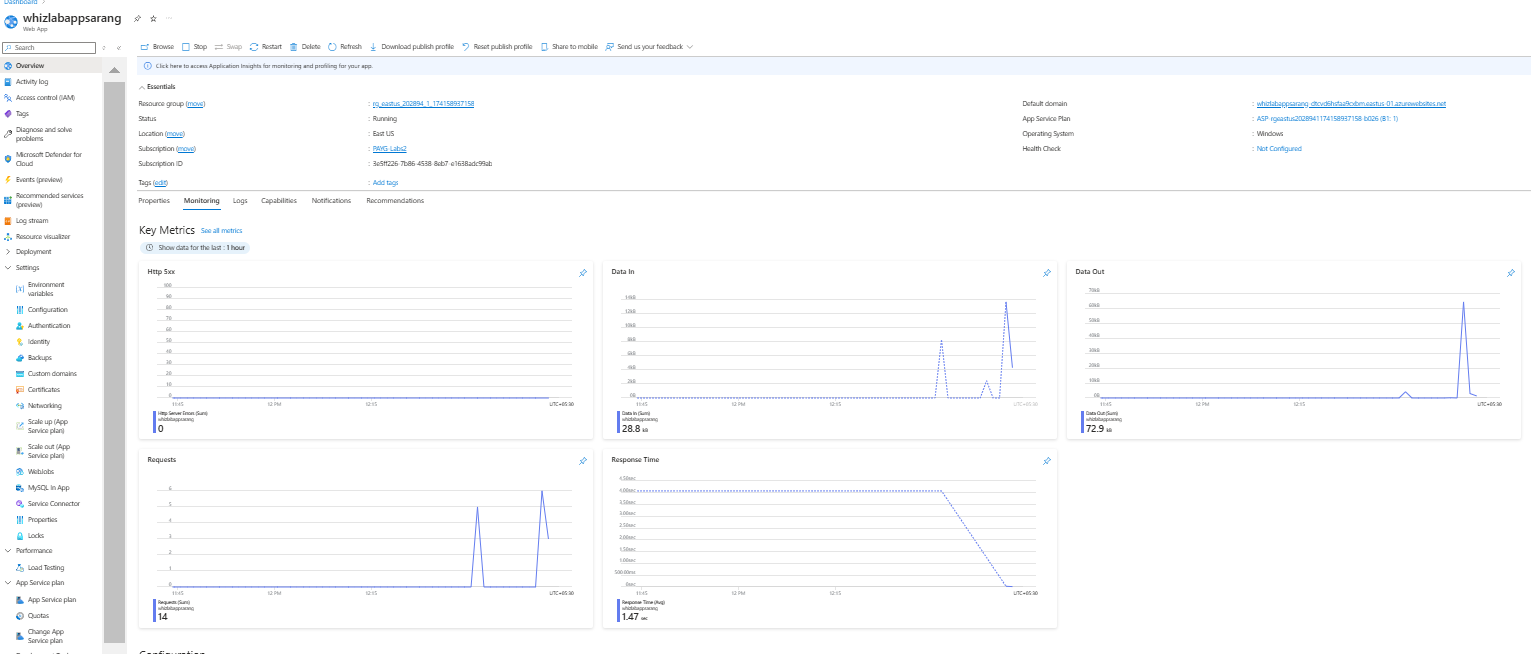 Dashboard >
whizlabappsarang
Web App
Search
Browse Stop Swap Restart Delete Refresh Download publish profile Reset publish profile Share to mobile Send us your feedback
Click here to access Application Insights for monitoring and profiling for your app.
Overview
Activity log
Access control (IAM)
Tags
Diagnose and solve
problems
Microsoft Defender for
Cloud
Events (preview)
Recommended services
(preview)
Log stream
Resource visualizer
Deployment
Settings
Environment
variables
Configuration
Authentication
Identity
Backups
Custom domains
Certificates
Networking
Scale up (App
Service plan)
Scale out (App
Service plan)
WebJobs
MySQL In App
Service Connector
Properties
Locks
Performance
Load Testing
App Service plan
App Service plan
Quotas
Change App
Service plan
Essentials
Resource group (move) : rg_eastus_202894_1_174158937158
Status : Running
Location (move) : East US
Subscription (move) : PAYG-Labs2
Subscription ID : 3e5ff226-7b86-4538-8eb7-e1638adc99ab
Tags (edit) : Add tags
Default domain : whizlabappsarang-dtcvd6hsfaa9cxbm.eastus-01.azurewebsites.net
App Service Plan : ASP-rgeastus2028941174158937158-b026 (B1: 1)
Operating System : Windows
Health Check : Not Configured
Properties Monitoring Logs Capabilities Notifications Recommendations
Key Metrics See all metrics
Show data for the last : 1 hour
Http 5xx
100
90
80
70
60
50
40
30
20
10
0
11:45 12 PM 12:15 UTC+05:30
Http Server Errors (Sum)
whizlabappsarang
0
Data In
14kB
12kB
10kB
8kB
6kB
4kB
2kB
0B
11:45 12 PM 12:15 UTC+05:30
Data In (Sum)
whizlabappsarang
28.8 kB
Data Out
70kB
60kB
50kB
40kB
30kB
20kB
10kB
0B
11:45 12 PM 12:15 UTC+05:30
Data Out (Sum)
whizlabappsarang
72.9 kB
Requests
6
5
4
3
2
1
0
11:45 12 PM 12:15 UTC+05:30
Requests (Sum)
whizlabappsarang
14
Response Time
4.50sec
4.00sec
3.50sec
3.00sec
2.50sec
2.00sec
1.50sec
1.00sec
500.00ms
0sec
11:45 12 PM 12:15 UTC+05:30
Response Time (Avg)
whizlabappsarang
1.47 sec
Configuration